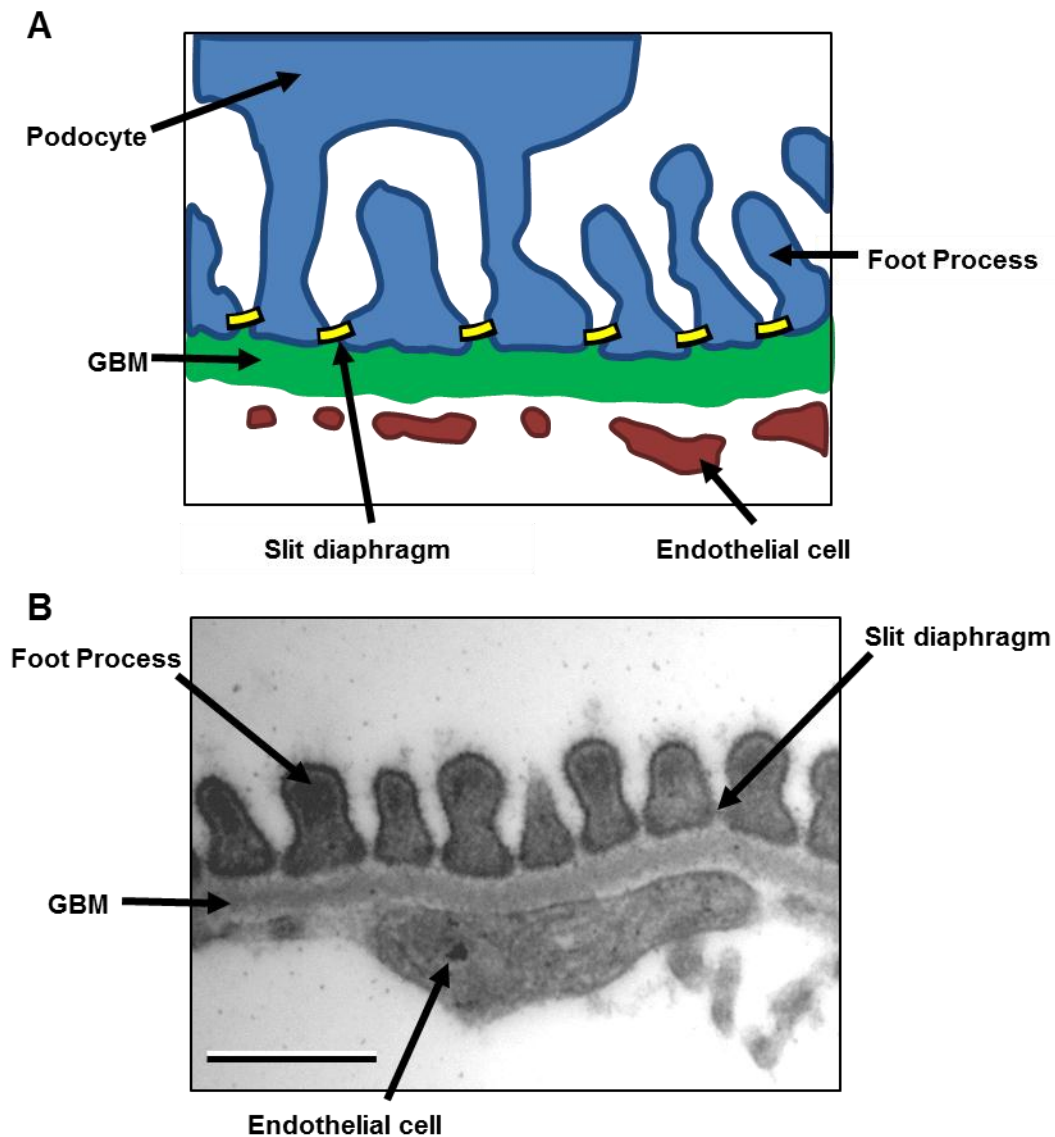 A
Podocyte
Foot Process
GBM
Slit diaphragm
Endothelial cell
B
Slit diaphragm
Foot Process
GBM
Endothelial cell